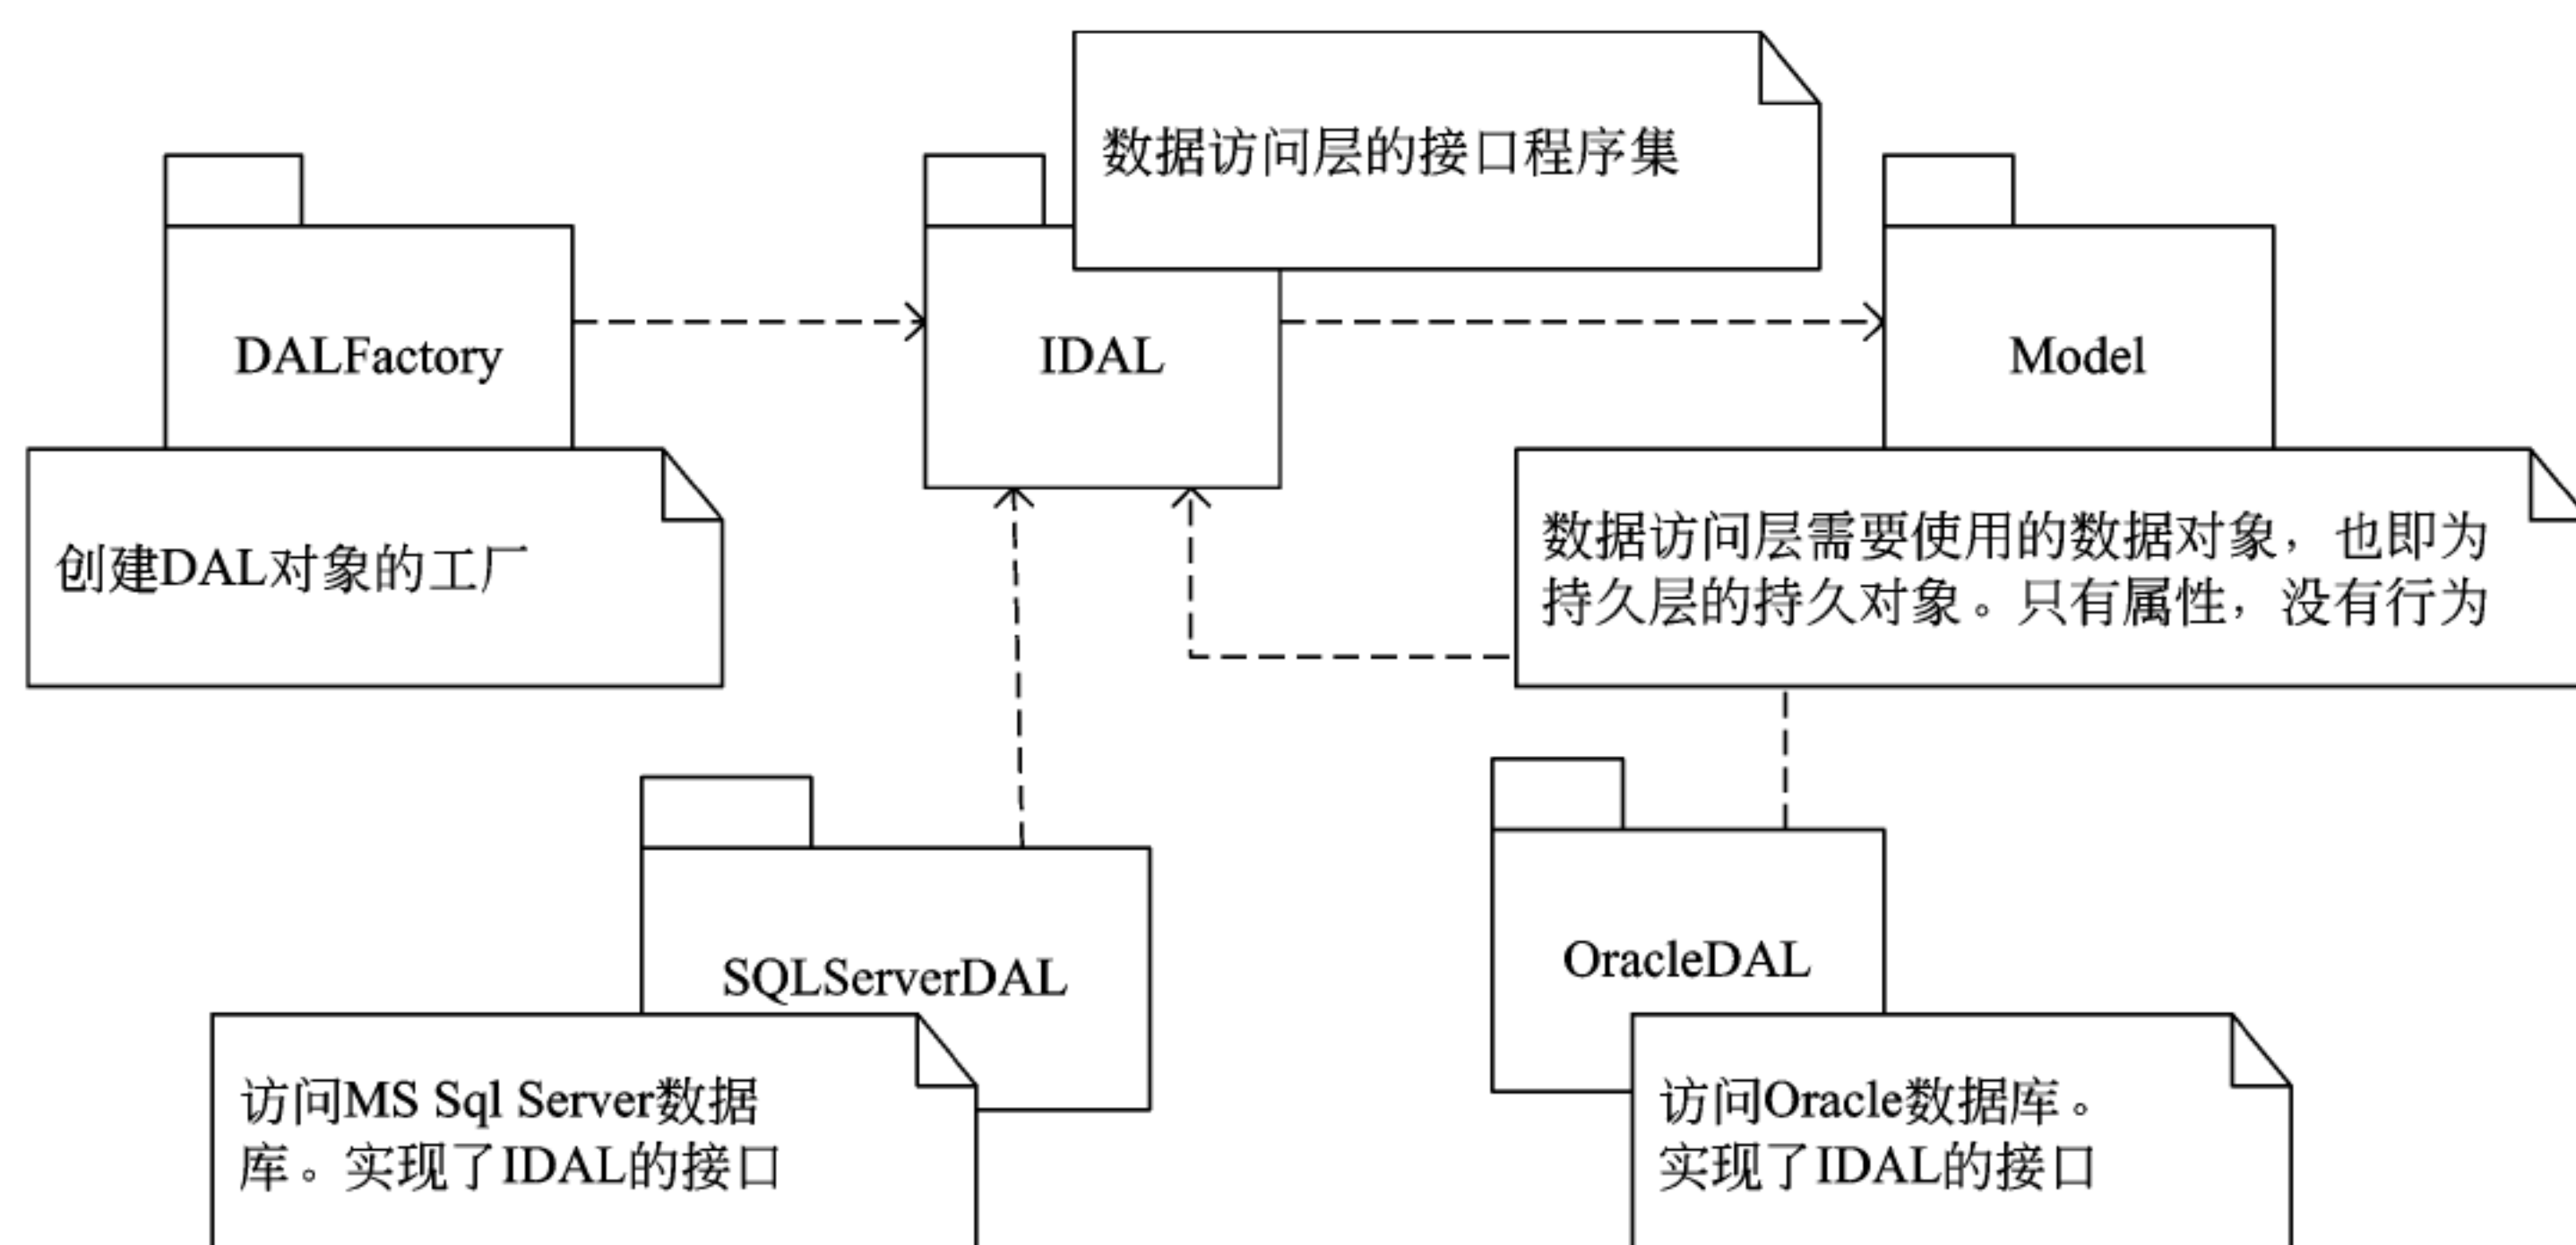 数据访问层的接口程序集
DALFactory
IDAL
Model
创建DAL对象的工厂
数据访问层需要使用的数据对象，也即为
持久层的持久对象。只有属性，没有行为
SQLServerDAL
OracleDAL
访问MS Sql Server数据
库。实现了IDAL的接口
访问Oracle数据库。
实现了IDAL的接口